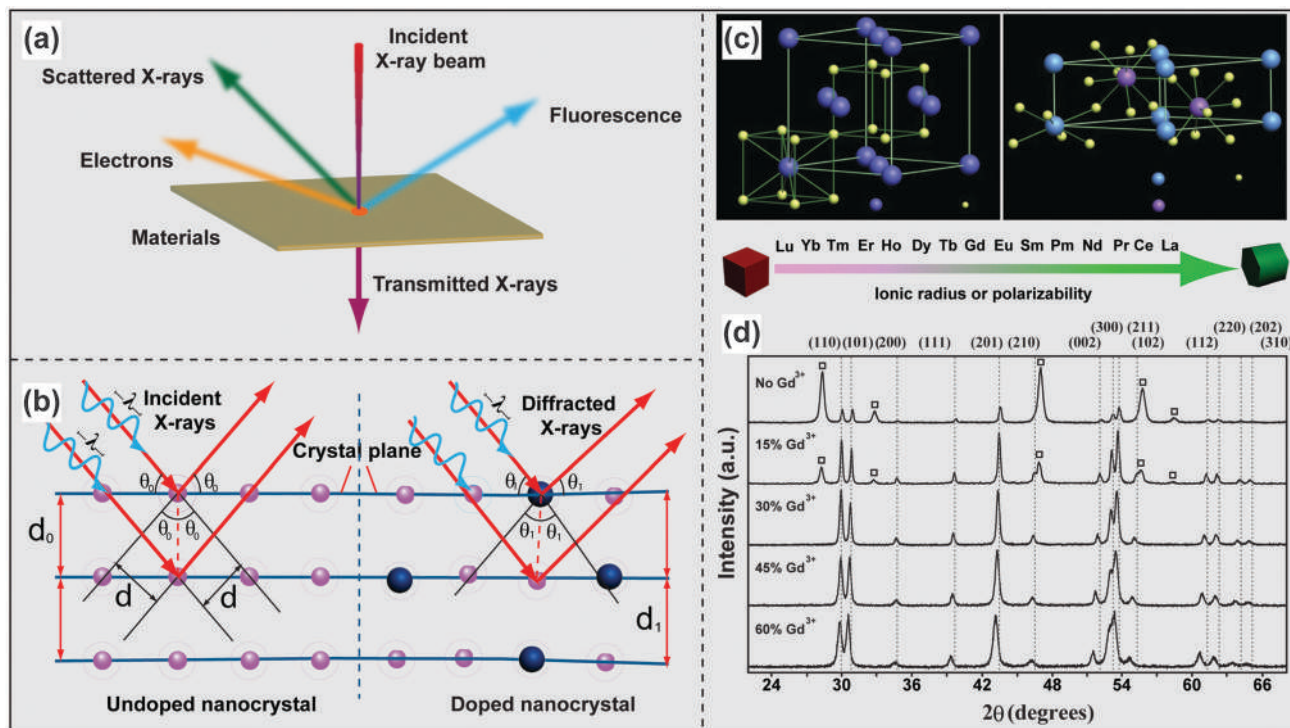 (a)
Incident
X-ray beam
Scattered X-rays
Fluorescence
Electrons
Materials
Transmitted X-rays
(b)
λ
λ
Incident
X-rays
Crystal plane
Diffracted
X-rays
θ₀ θ₀
θ₁ θ₁
θ₀ θ₀
θ₁ θ₁
d₀
d d
d₁
Undoped nanocrystal
Doped nanocrystal
(c)
Lu Yb Tm Er Ho Dy Tb Gd Eu Sm Pm Nd Pr Ce La
Ionic radius or polarizability
(d)
(300) (211) (220) (202)
(110) (101) (200) (111) (201) (210) (002) (102) (112) (310)
No Gd³⁺
15% Gd³⁺
30% Gd³⁺
45% Gd³⁺
60% Gd³⁺
Intensity (a.u.)
24 30 36 42 48 54 60 66
2θ (degrees)